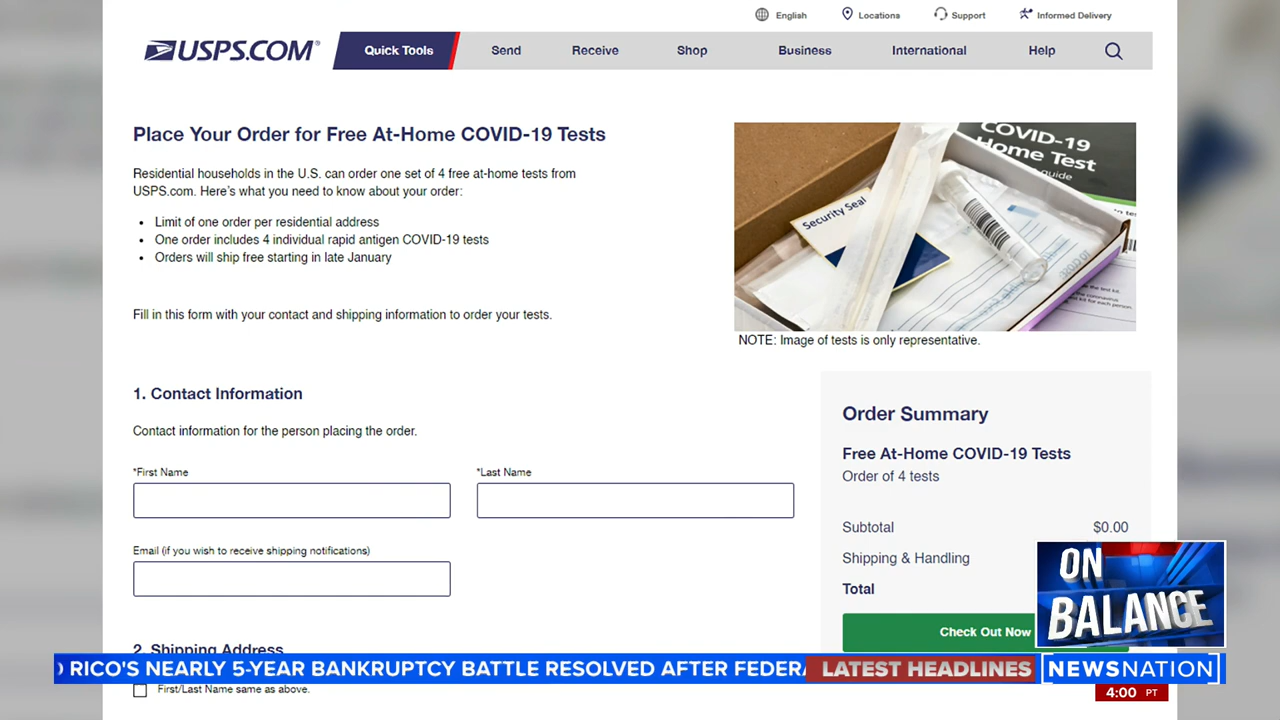 English
Locations
Support
Informed Delivery
USPS.COM®
Quick Tools
Send
Receive
Shop
Business
International
Help
Place Your Order for Free At-Home COVID-19 Tests
Residential households in the U.S. can order one set of 4 free at-home tests from
USPS.com. Here's what you need to know about your order:
• Limit of one order per residential address
• One order includes 4 individual rapid antigen COVID-19 tests
• Orders will ship free starting in late January
Fill in this form with your contact and shipping information to order your tests.
COVID-19
Home Test
guide
Security Seal
NOTE: Image of tests is only representative.
1. Contact Information
Contact information for the person placing the order.
*First Name
*Last Name
Email (if you wish to receive shipping notifications)
2. Shipping Address
First/Last Name same as above.
Order Summary
Free At-Home COVID-19 Tests
Order of 4 tests
Subtotal
$0.00
Shipping & Handling
Total
Check Out Now
ON
BALANCE
RICO'S NEARLY 5-YEAR BANKRUPTCY BATTLE RESOLVED AFTER FEDERA
LATEST HEADLINES
NEWSNATION
4:00 PT